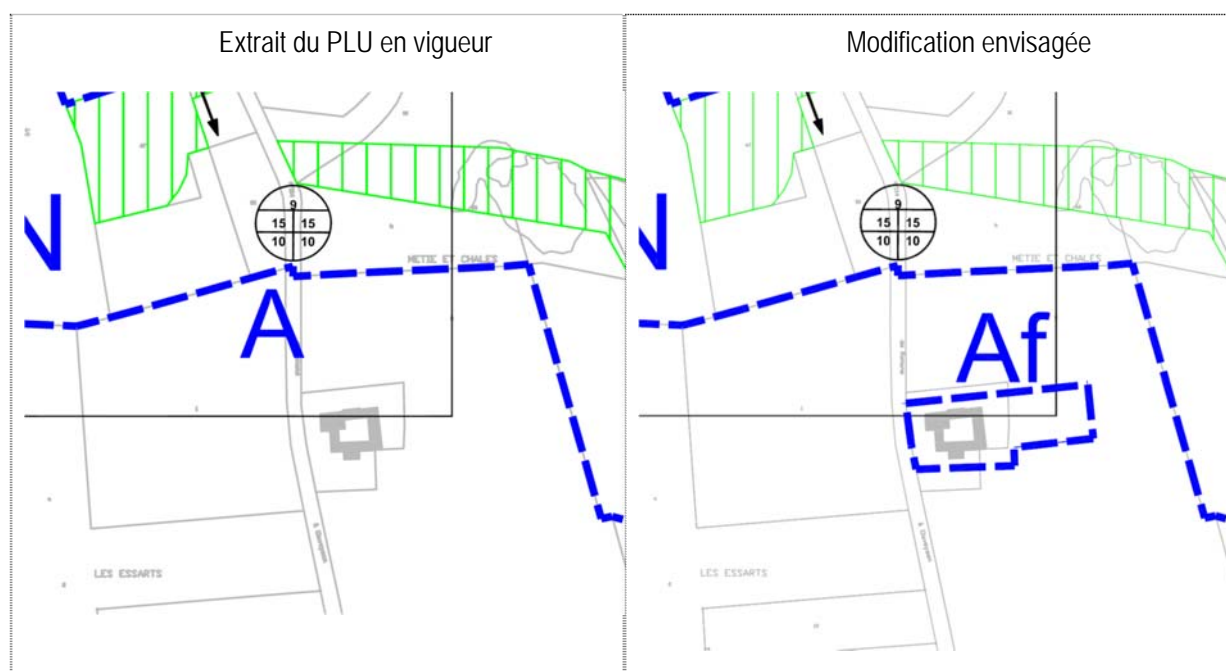 Extrait du PLU en vigueur
N
9
15 15
10 10
METIE ET CHALES
A
LES ESSARTS
Modification envisagée
N
9
15 15
10 10
METIE ET CHALES
Af
LES ESSARTS